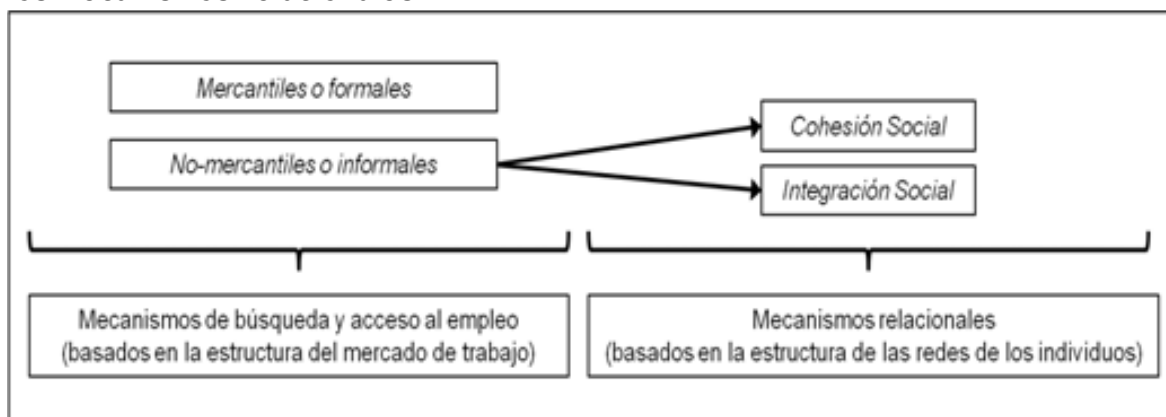 Mercantiles o formales
No-mercantiles o informales
Cohesión Social
Integración Social
Mecanismos de búsqueda y acceso al empleo
(basados en la estructura del mercado de trabajo)
Mecanismos relacionales
(basados en la estructura de las redes de los individuos)